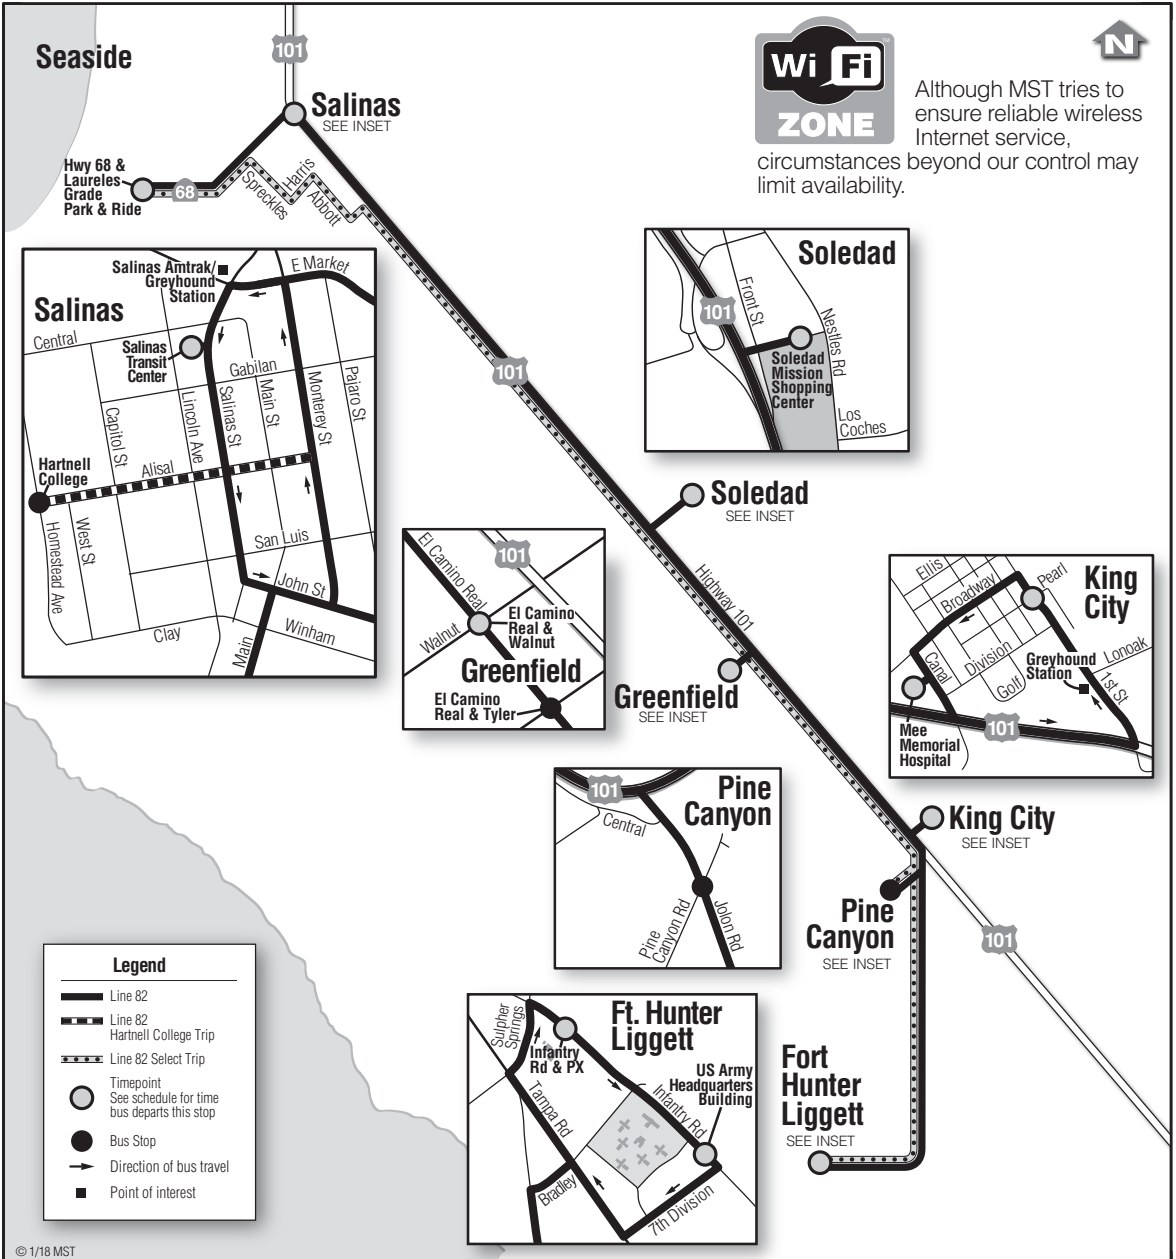 Seaside
101
Salinas
SEE INSET
Hwy 68 &
Laureles
Grade
Park & Ride
68
Spreckles
Harris
Abbott
Wi Fi
TM
ZONE
N
Although MST tries to
ensure reliable wireless
Internet service,
circumstances beyond our control may
limit availability.
Salinas
Salinas Amtrak/
Greyhound
Station
E Market
Central
Salinas
Transit
Center
Gabilan
Capitol St
Lincoln Ave
Salinas St
Main St
Monterey St
Pajaro St
Hartnell
College
Alisal
Homestead Ave
West St
San Luis
John St
Clay
Main
Winham
101
Soledad
101
Front St
Nestles Rd
Soledad
Mission
Shopping
Center
Los
Coches
Soledad
SEE INSET
Highway 101
El Camino Real
101
Walnut
El Camino
Real &
Walnut
Greenfield
El Camino
Real & Tyler
Greenfield
SEE INSET
King
City
Ellis
Broadway
Pearl
Canal
Division
Golf
Greyhound
Station
Lonoak
1st St
101
Mee
Memorial
Hospital
King City
SEE INSET
Pine
Canyon
101
Central
Pine
Canyon Rd
Jolon Rd
Pine
Canyon
SEE INSET
101
Legend
Line 82
Line 82
Hartnell College Trip
Line 82 Select Trip
Timepoint
See schedule for time
bus departs this stop
Bus Stop
Direction of bus travel
Point of interest
Ft. Hunter
Liggett
Sulpher
Springs
Infantry
Rd & PX
US Army
Headquarters
Building
Tampa Rd
Infantry Rd
Bradley
7th Division
Fort
Hunter
Liggett
SEE INSET
© 1/18 MST